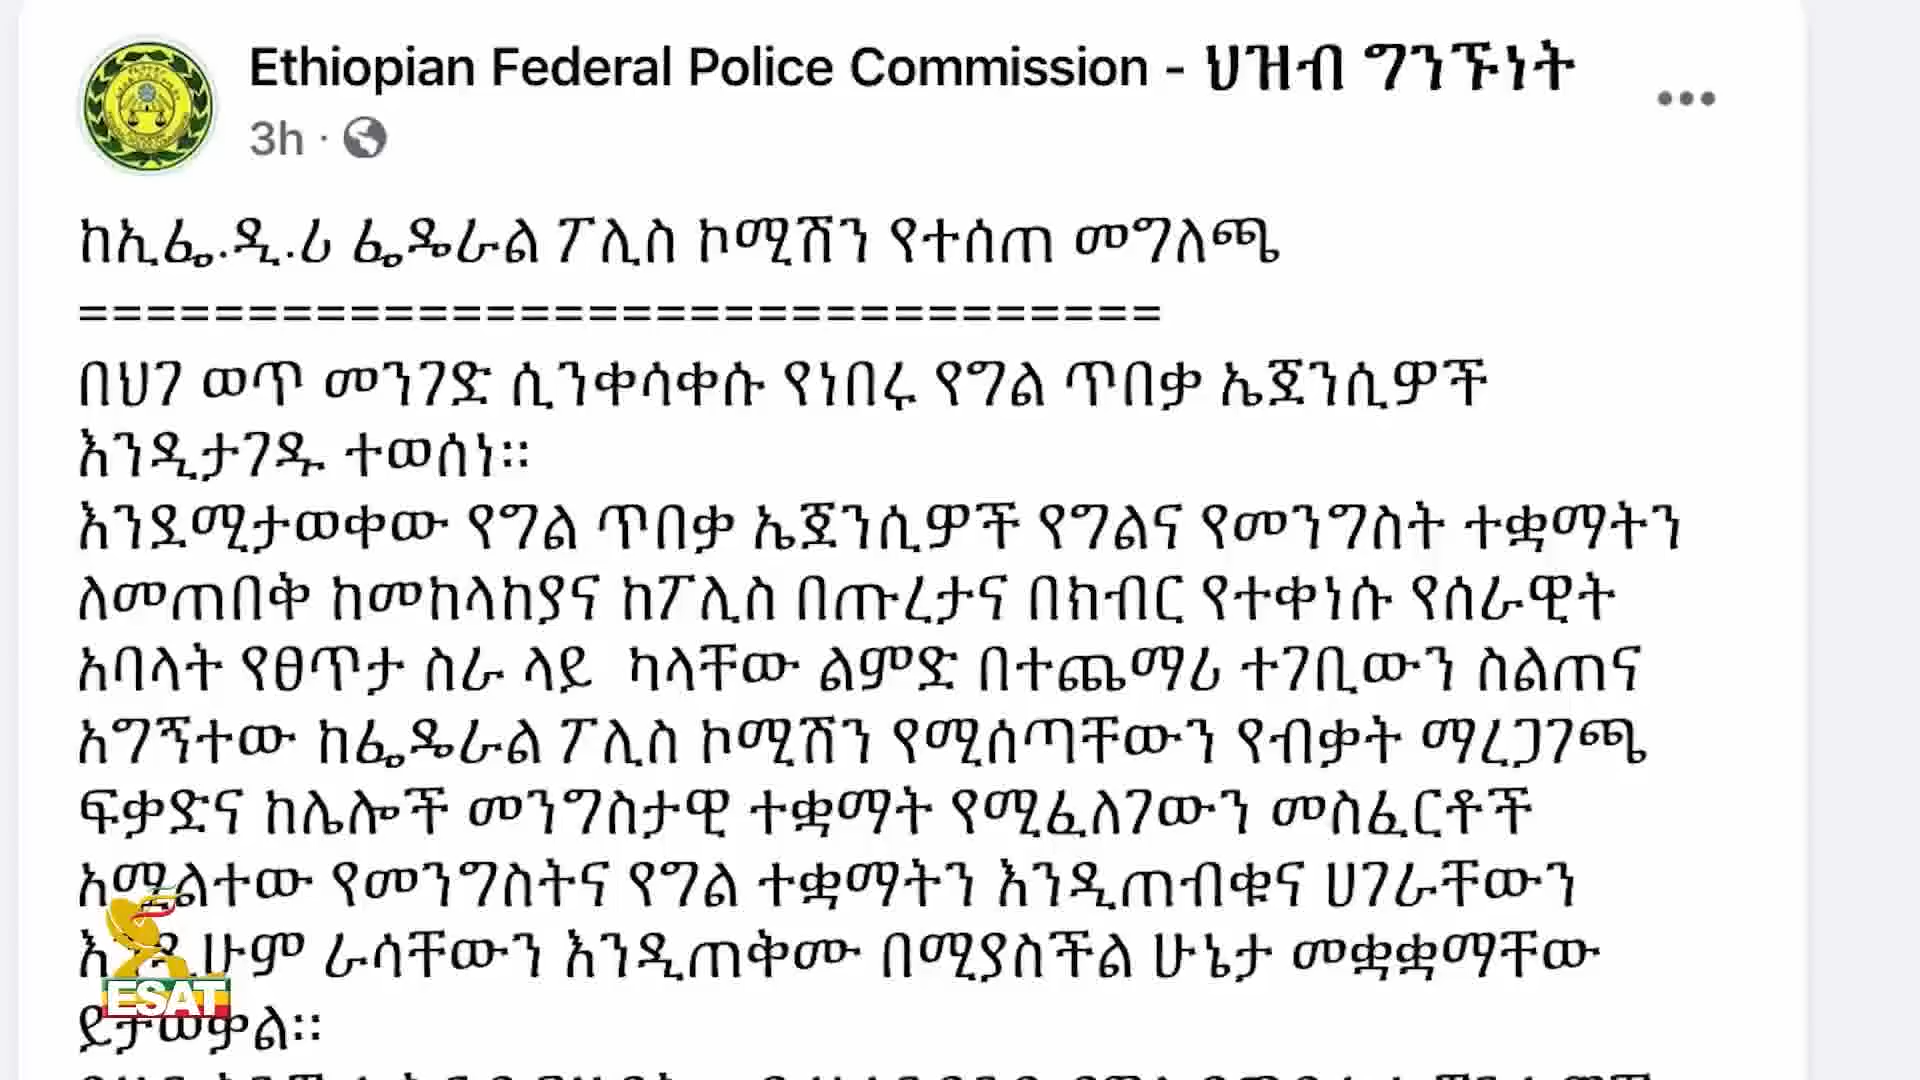 Ethiopian Federal Police Commission - ህዝብ ግንኙነት
3h ·
ከኢፌ.ዲ.ሪ ፌዴራል ፖሊስ ኮሚሽን የተሰጠ መግለጫ
================================
በህገ ወጥ መንገድ ሲንቀሳቀሱ የነበሩ የግል ጥበቃ ኤጀንሲዎች
እንዲታገዱ ተወሰነ፡፡
እንደሚታወቀው የግል ጥበቃ ኤጀንሲዎች የግልና የመንግስት ተቋማትን
ለመጠበቅ ከመከላከያና ከፖሊስ በጡረታና በክብር የተቀነሱ የሰራዊት
አባላት የፀጥታ ስራ ላይ ካላቸው ልምድ በተጨማሪ ተገቢውን ስልጠና
አግኝተው ከፌዴራል ፖሊስ ኮሚሽን የሚሰጣቸውን የብቃት ማረጋገጫ
ፍቃድና ከሌሎች መንግስታዊ ተቋማት የሚፈለገውን መስፈርቶች
አሟልተው የመንግስትና የግል ተቋማትን እንዲጠብቁና ሀገራቸውን
እንዲሁም ራሳቸውን እንዲጠቅሙ በሚያስችል ሁኔታ መቋቋማቸው
ይታወቃል፡፡
ESAT